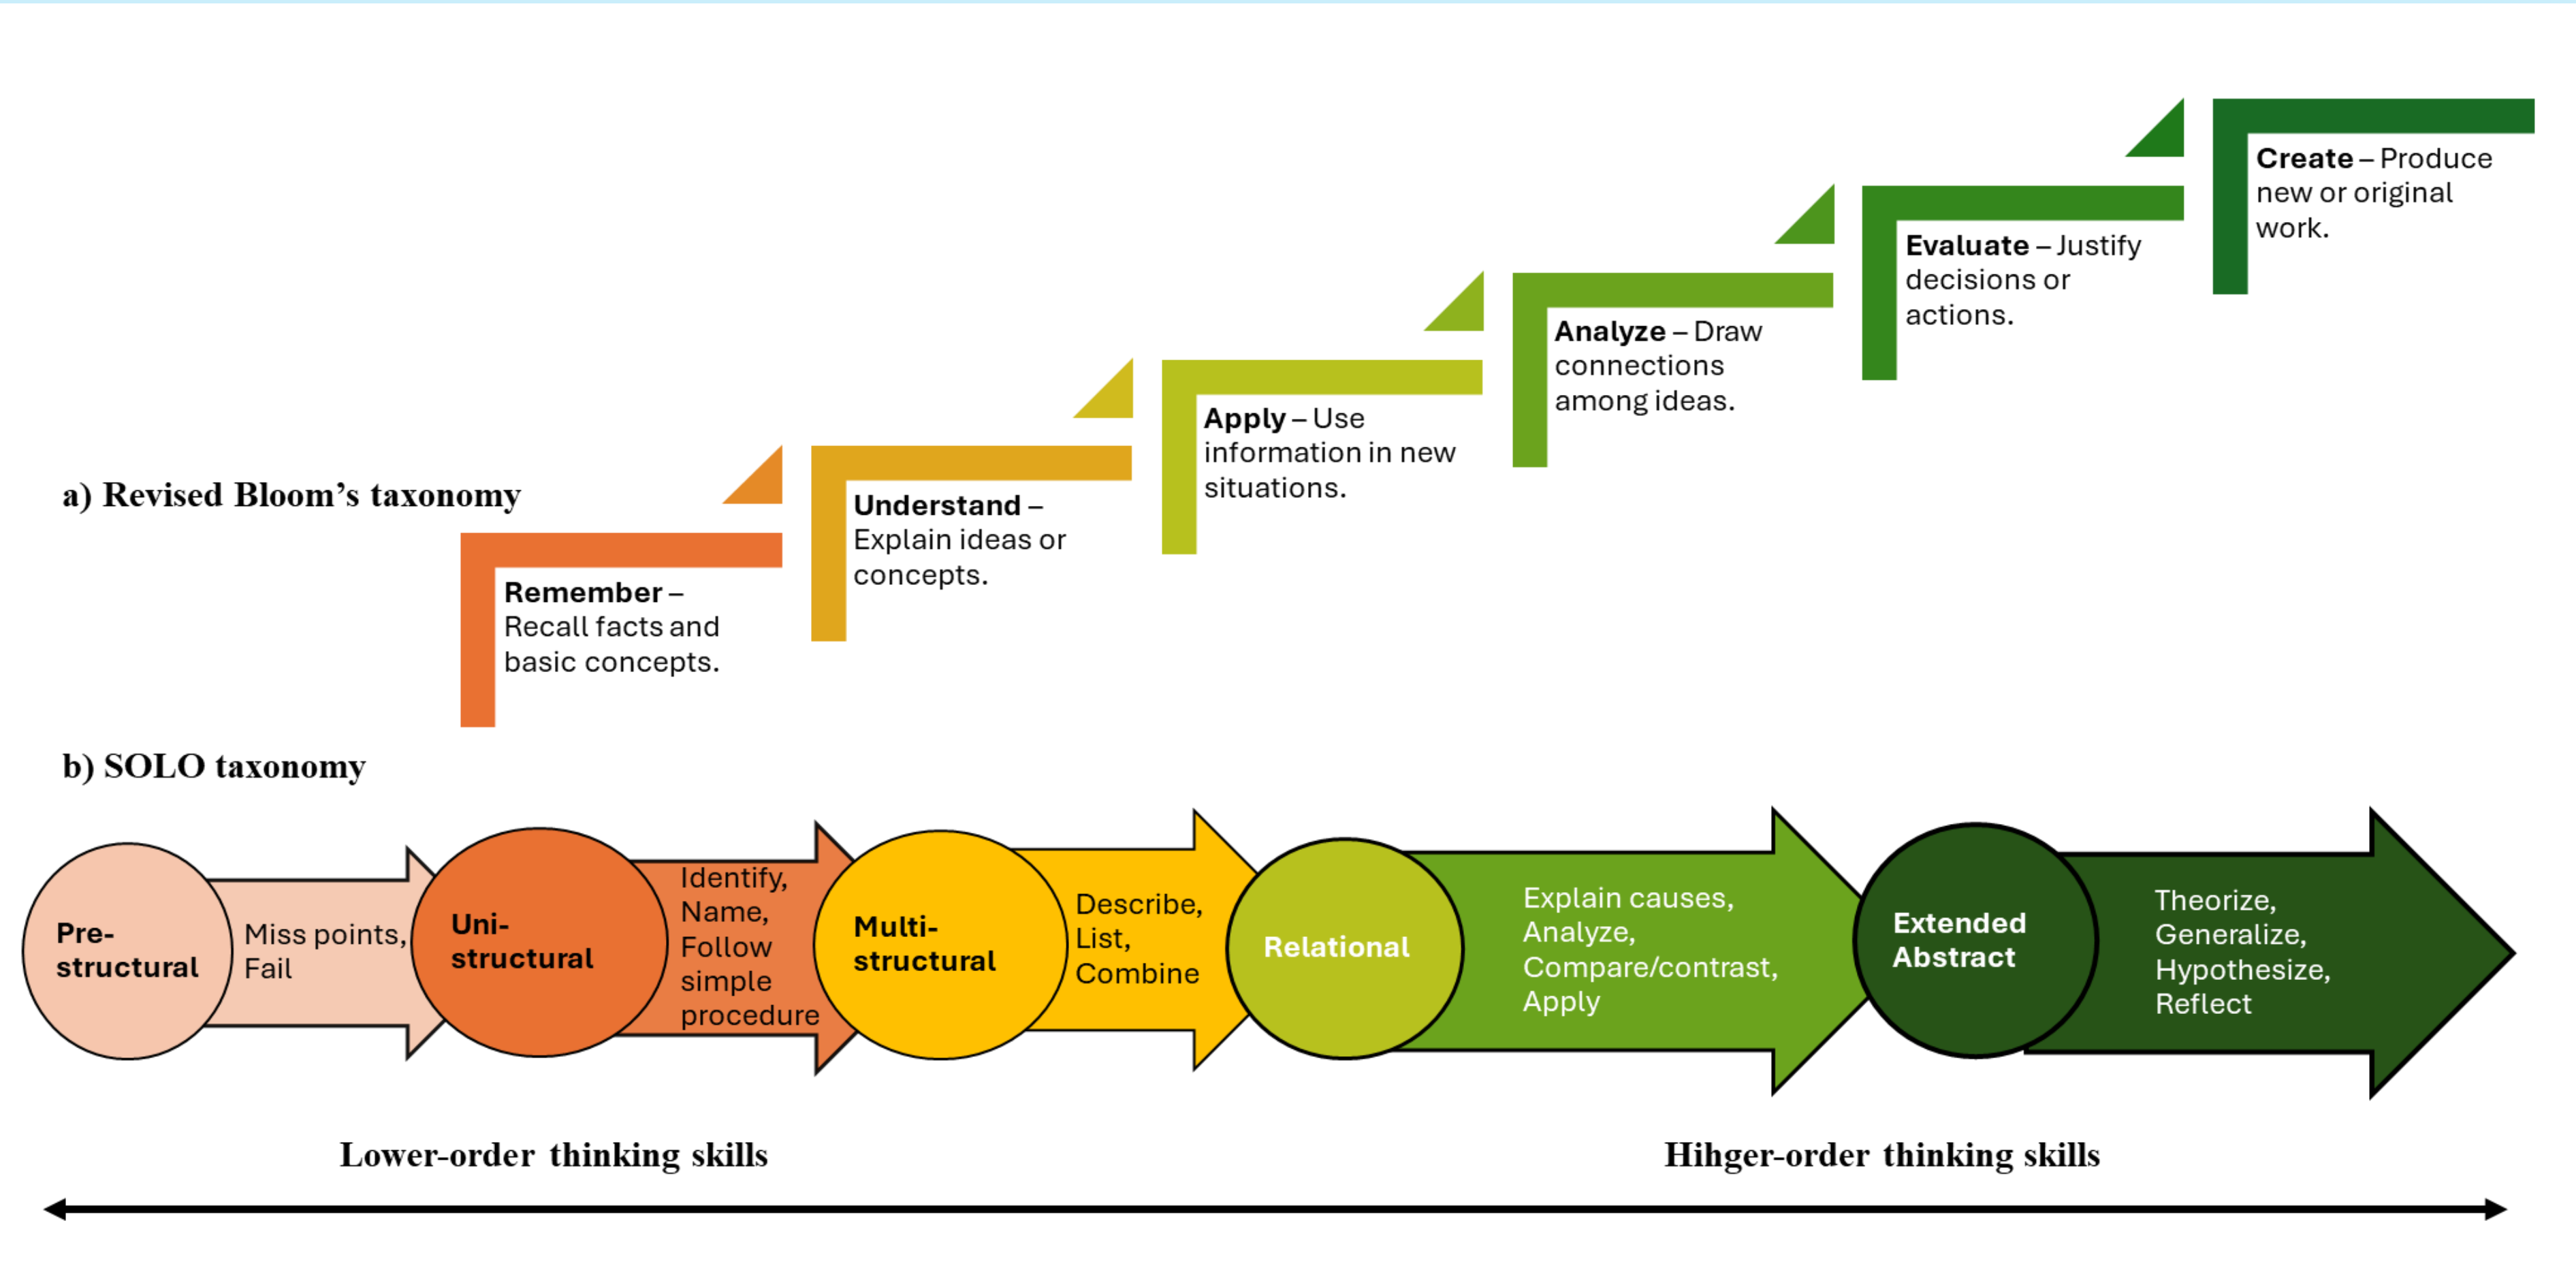 a) Revised Bloom's taxonomy
Remember –
Recall facts and
basic concepts.
Understand –
Explain ideas or
concepts.
Apply – Use
information in new
situations.
Analyze – Draw
connections
among ideas.
Evaluate – Justify
decisions or
actions.
Create – Produce
new or original
work.
b) SOLO taxonomy
Pre-
structural
Miss points,
Fail
Uni-
structural
Identify,
Name,
Follow
simple
procedure
Multi-
structural
Describe,
List,
Combine
Relational
Explain causes,
Analyze,
Compare/contrast,
Apply
Extended
Abstract
Theorize,
Generalize,
Hypothesize,
Reflect
Lower-order thinking skills
Hihger-order thinking skills